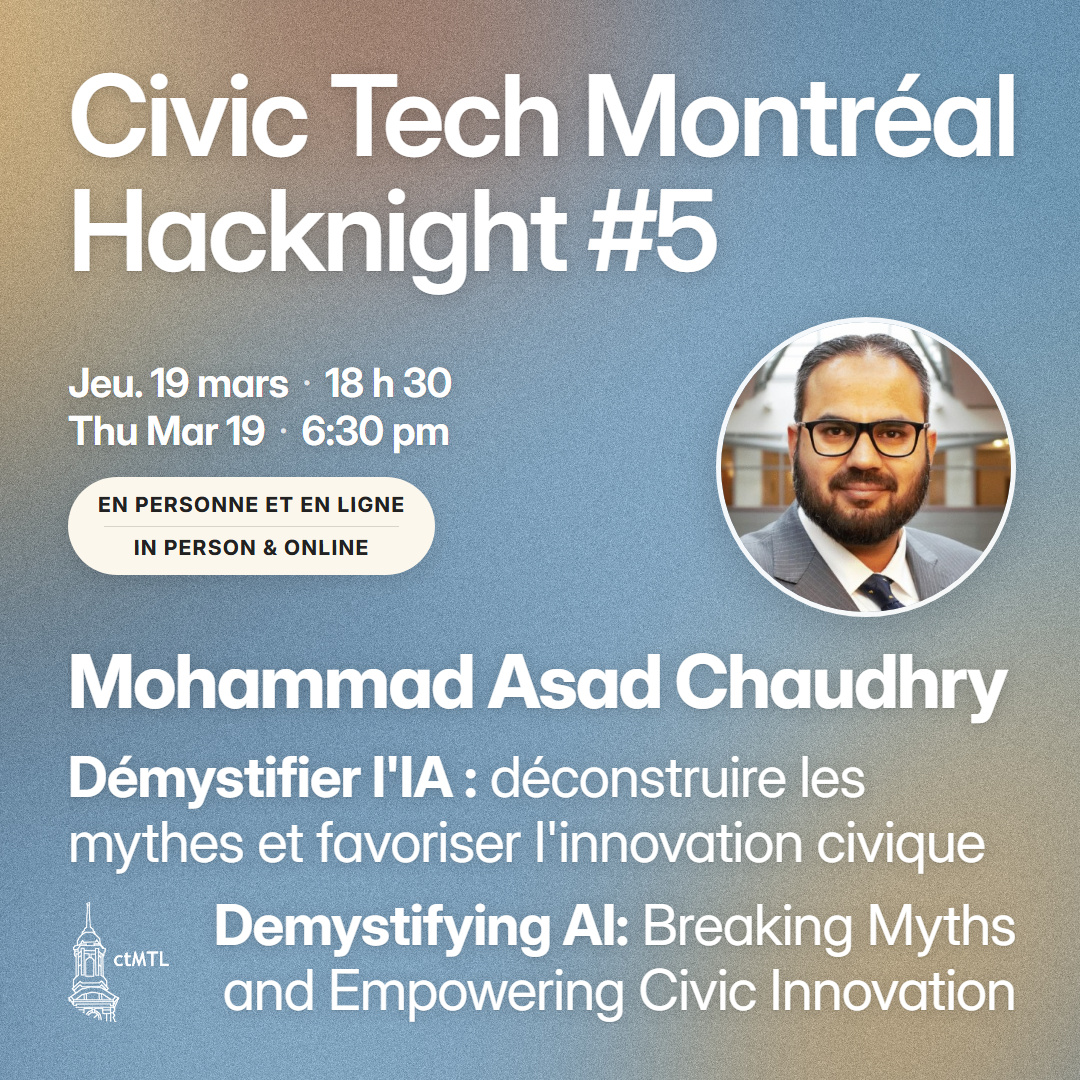 Civic Tech Montréal
Hacknight #5
Jeu. 19 mars · 18 h 30
Thu Mar 19 · 6:30 pm
EN PERSONNE ET EN LIGNE
IN PERSON & ONLINE
Mohammad Asad Chaudhry
Démystifier l'IA : déconstruire les
mythes et favoriser l'innovation civique
Demystifying AI: Breaking Myths
and Empowering Civic Innovation
ctMTL